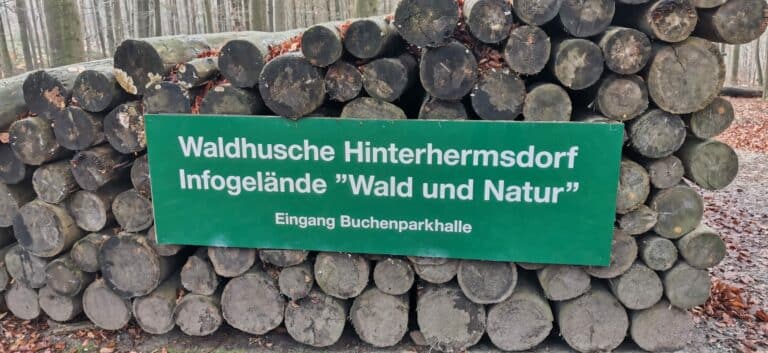 Waldhusche Hinterhermsdorf
Infogelände ”Wald und Natur”
Eingang Buchenparkhalle